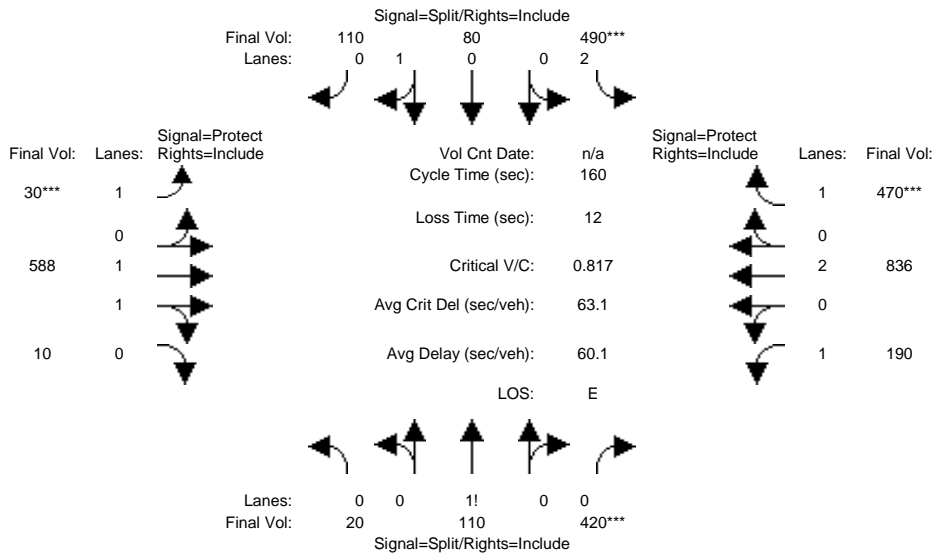 Signal=Split/Rights=Include
Final Vol: 110 80 490***
Lanes: 0 1 0 0 2
Signal=Protect
Final Vol: Lanes: Rights=Include
Vol Cnt Date: n/a
Signal=Protect
Rights=Include Lanes: Final Vol:
Cycle Time (sec): 160
30*** 1
1 470***
Loss Time (sec): 12
0
0
588 1
Critical V/C: 0.817
2 836
1
Avg Crit Del (sec/veh): 63.1
0
10 0
Avg Delay (sec/veh): 60.1
1 190
LOS: E
Lanes: 0 0 1! 0 0
Final Vol: 20 110 420***
Signal=Split/Rights=Include